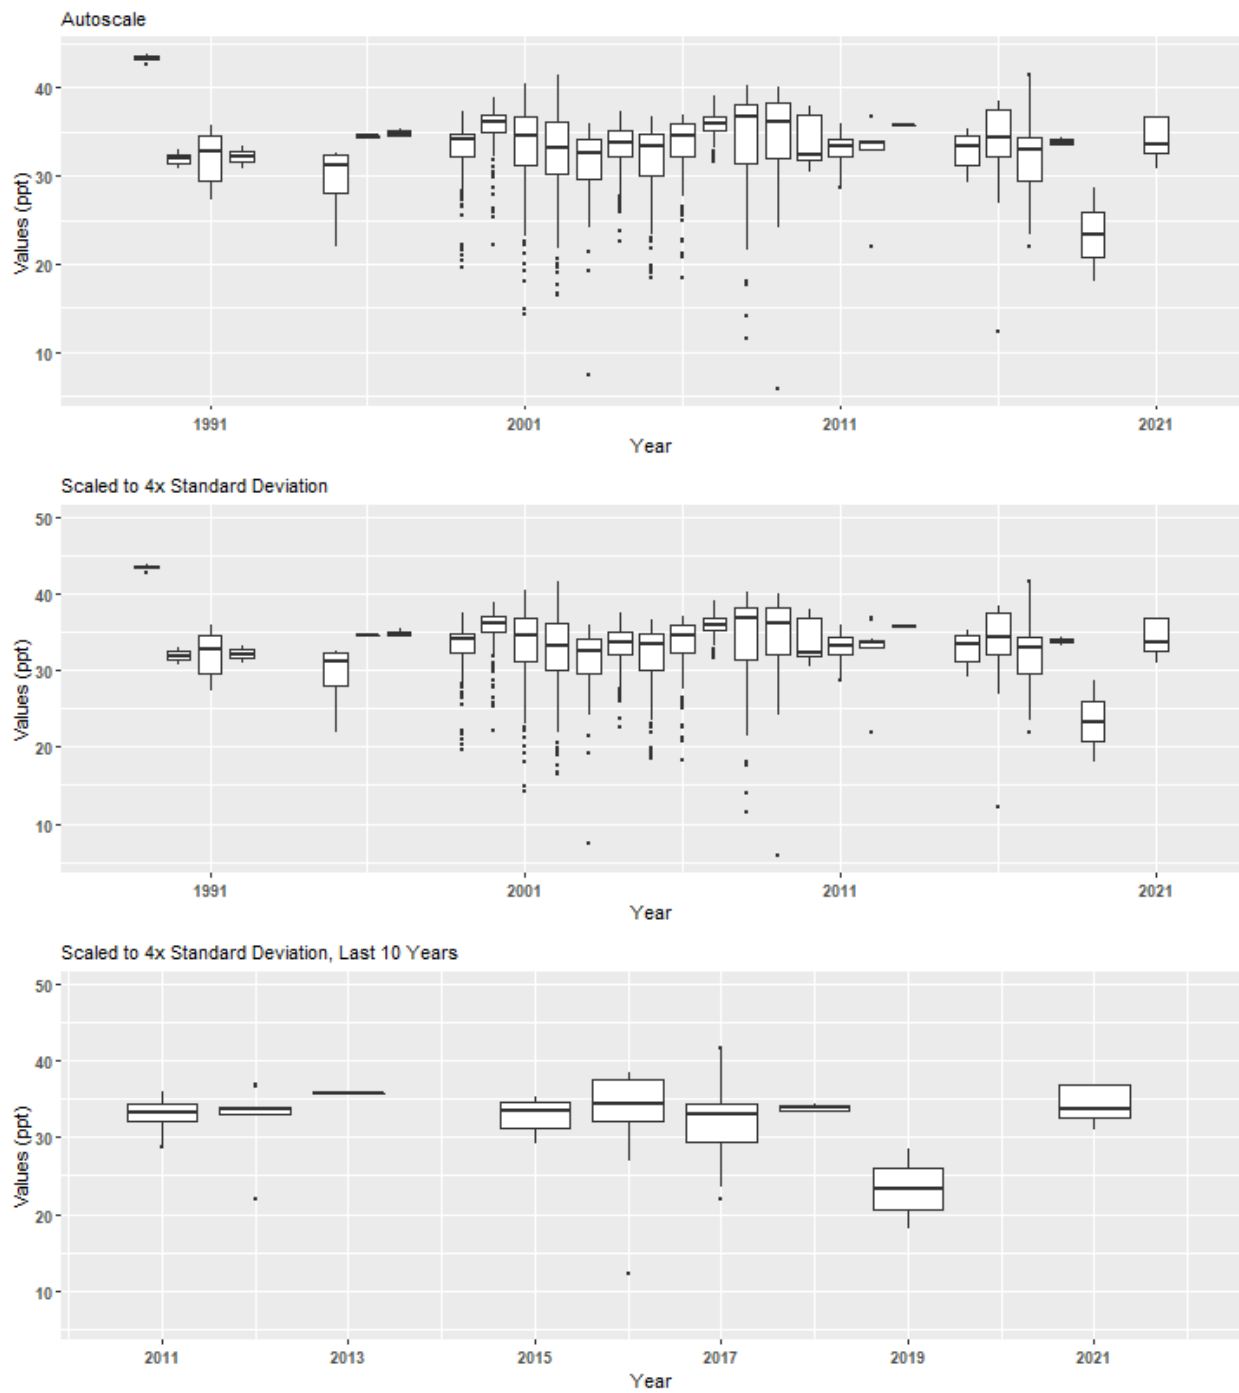 Autoscale
40
30
20
10
Values (ppt)
1991 2001 2011 2021
Year
Scaled to 4x Standard Deviation
50
40
30
20
10
Values (ppt)
1991 2001 2011 2021
Year
Scaled to 4x Standard Deviation, Last 10 Years
50
40
30
20
10
Values (ppt)
2011 2013 2015 2017 2019 2021
Year